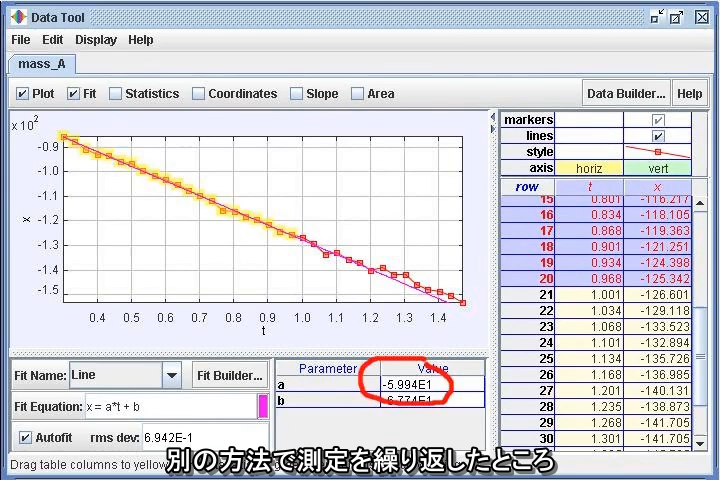 Data Tool
File Edit Display Help
mass_A
Plot Fit Statistics Coordinates Slope Area Data Builder... Help
x 10²
-0.9
-1.0
-1.1
-1.2
-1.3
-1.4
-1.5
x
0.4 0.5 0.6 0.7 0.8 0.9 1.0 1.1 1.2 1.3 1.4
t
markers
lines
style
axis horiz vert
row t x
15 0.801 -116.217
16 0.834 -118.105
17 0.868 -119.363
18 0.901 -121.251
19 0.934 -124.398
20 0.968 -125.342
21 1.001 -126.601
22 1.034 -129.118
23 1.068 -133.523
24 1.101 -132.894
25 1.134 -135.726
26 1.168 -136.985
27 1.201 -140.131
28 1.235 -138.873
29 1.268 -141.705
30 1.301 -141.705
Fit Name: Line Fit Builder...
Fit Equation: x = a*t + b
Autofit rms dev: 6.942E-1
Parameter Value
a -5.994E1
b -6.774E1
Drag table columns to yellow
別の方法で測定を繰り返したところ